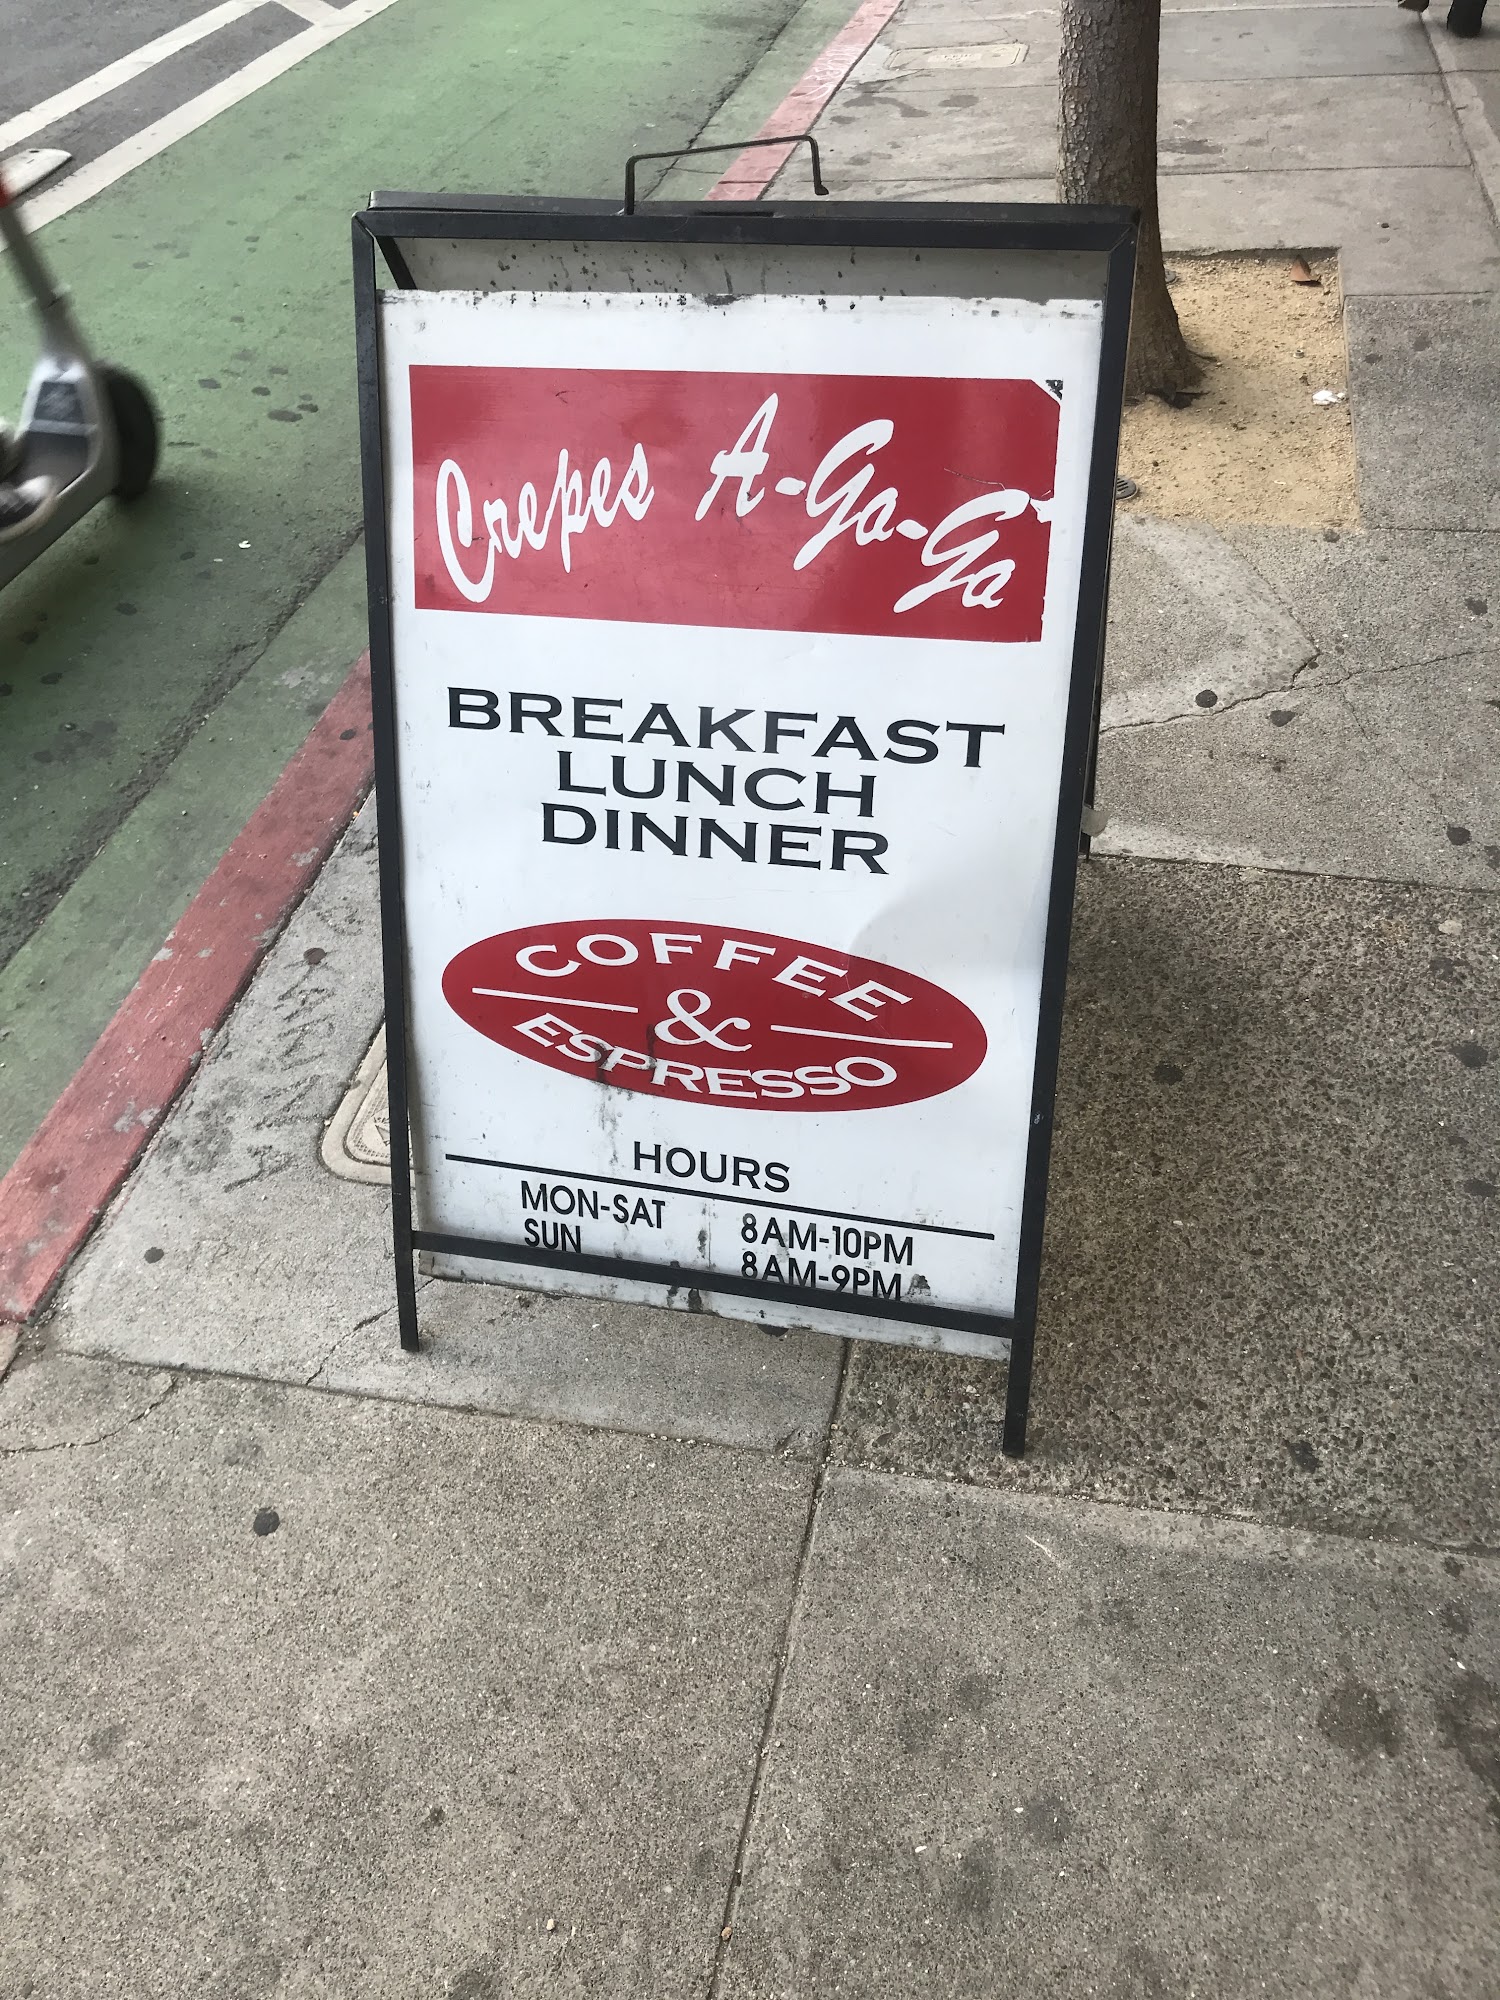 Crepes A-Go-Go
BREAKFAST
LUNCH
DINNER
COFFEE
&
ESPRESSO
HOURS
MON-SAT 8AM-10PM
SUN 8AM-9PM